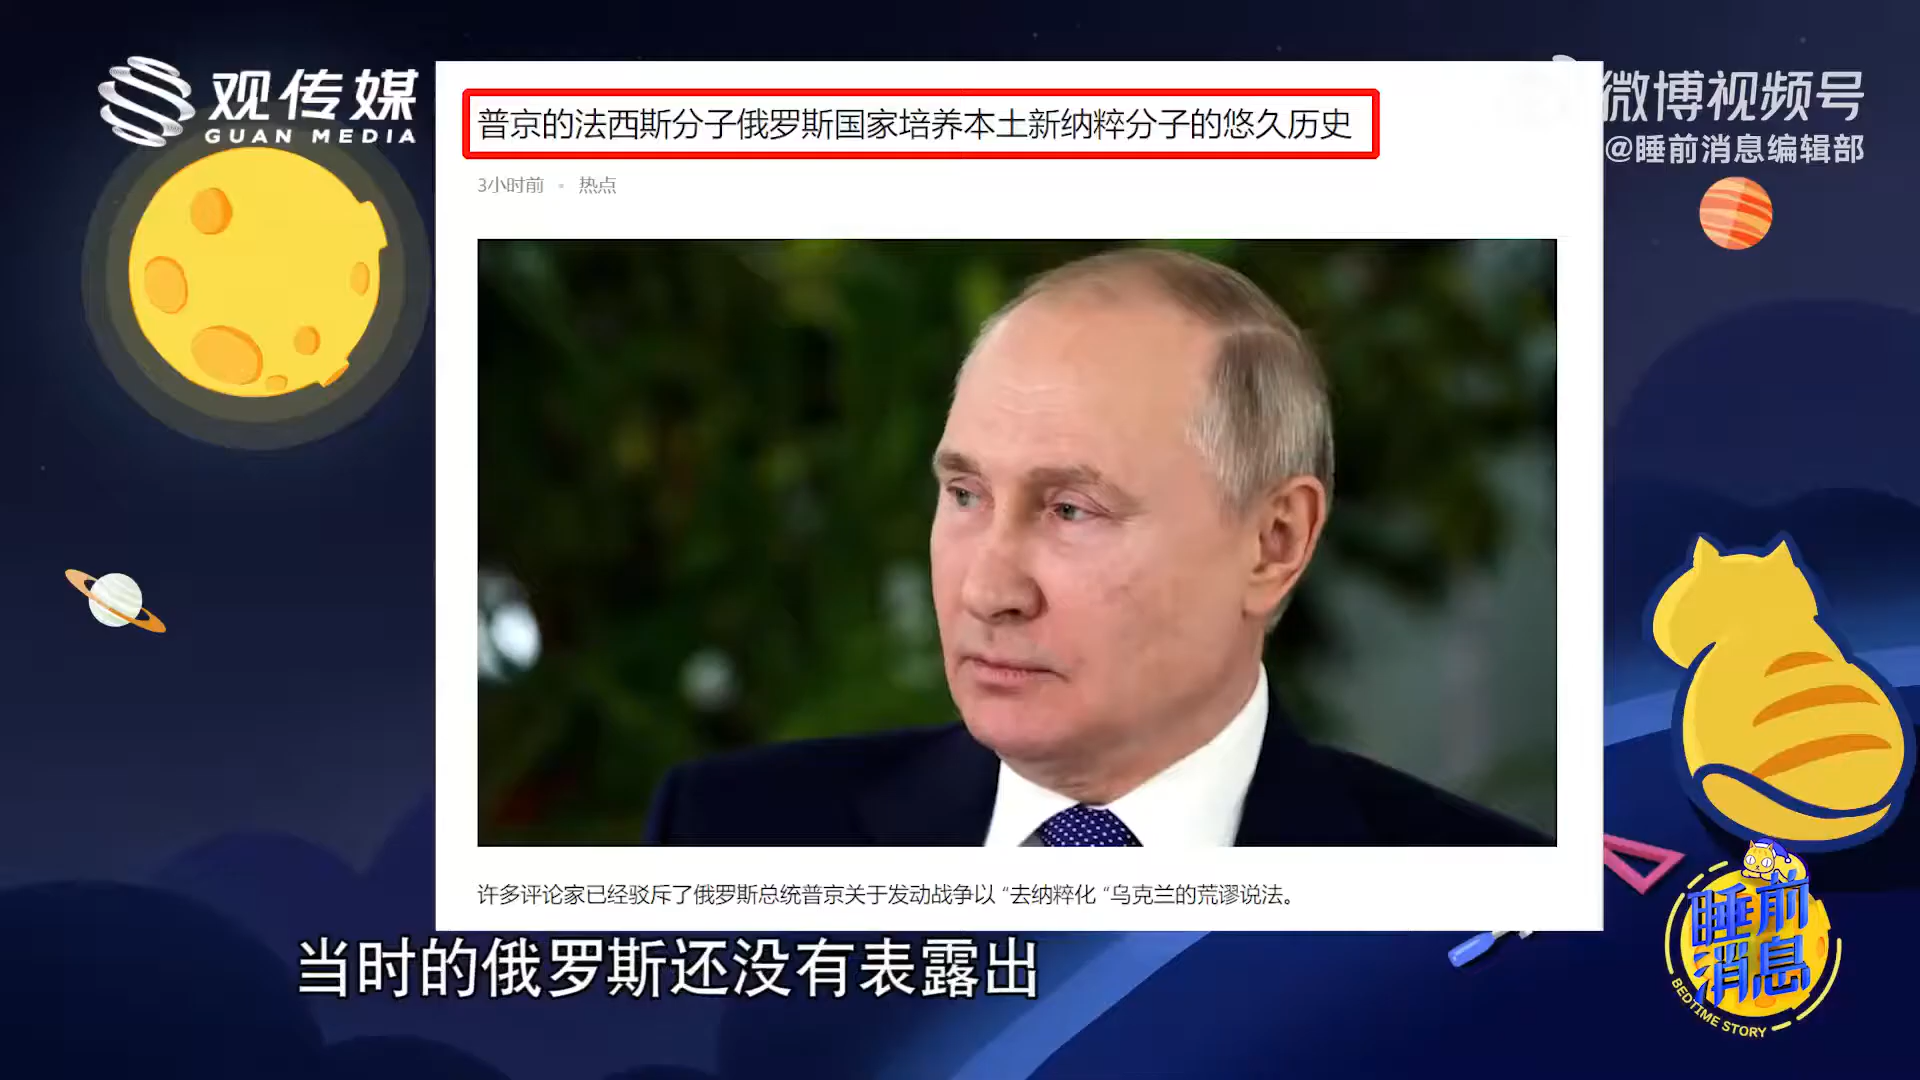 观传媒
GUAN MEDIA
微博视频号
@睡前消息编辑部
普京的法西斯分子俄罗斯国家培养本土新纳粹分子的悠久历史
3小时前 • 热点
许多评论家已经驳斥了俄罗斯总统普京关于发动战争以 “去纳粹化 “乌克兰的荒谬说法。
当时的俄罗斯还没有表露出
睡前
消息
BEDTIME STORY